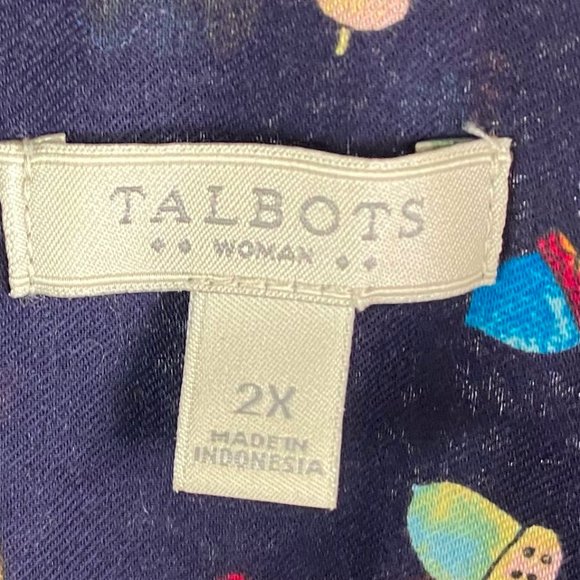 TALBOTS
WOMAN
2X
MADE IN
INDONESIA